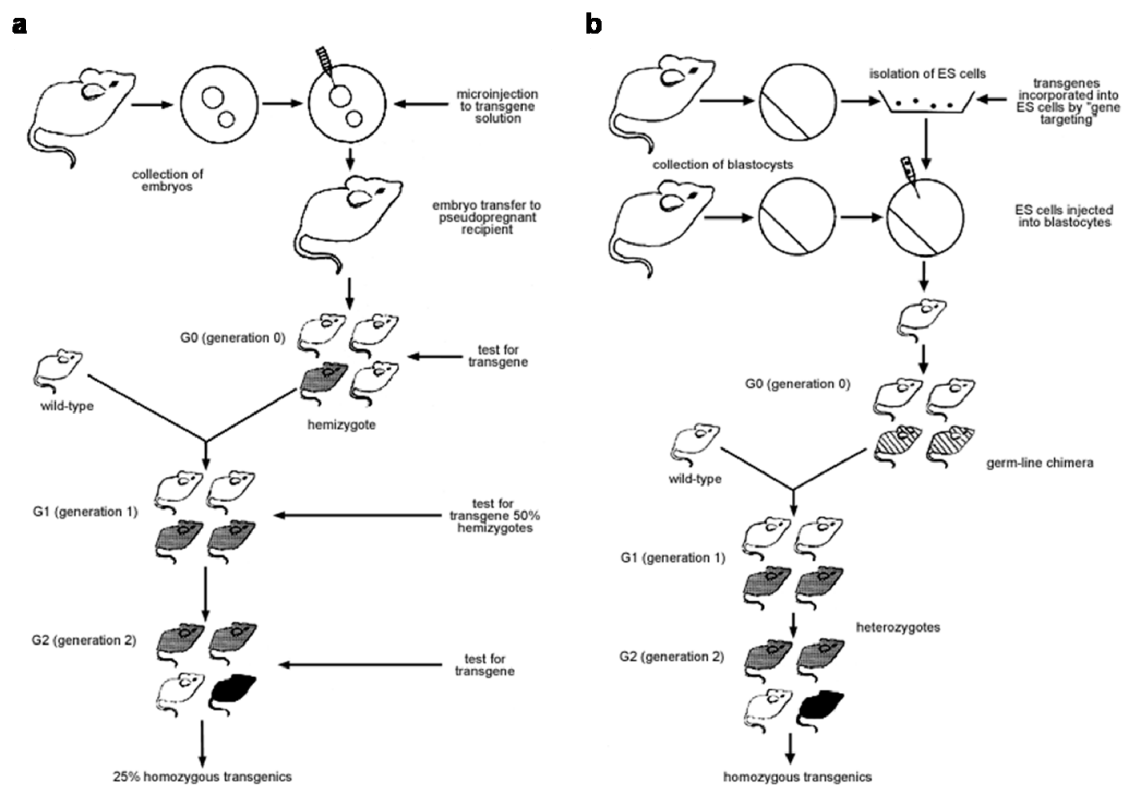 a
microinjection
to transgene
solution
collection of
embryos
embryo transfer to
pseudopregnant
recipient
G0 (generation 0)
test for
transgene
wild-type
hemizygote
G1 (generation 1)
test for
transgene 50%
hemizygotes
G2 (generation 2)
test for
transgene
25% homozygous transgenics
b
isolation of ES cells
transgenes
incorporated into
ES cells by "gene
targeting"
collection of blastocysts
ES cells injected
into blastocytes
G0 (generation 0)
wild-type
germ-line chimera
G1 (generation 1)
heterozygotes
G2 (generation 2)
homozygous transgenics